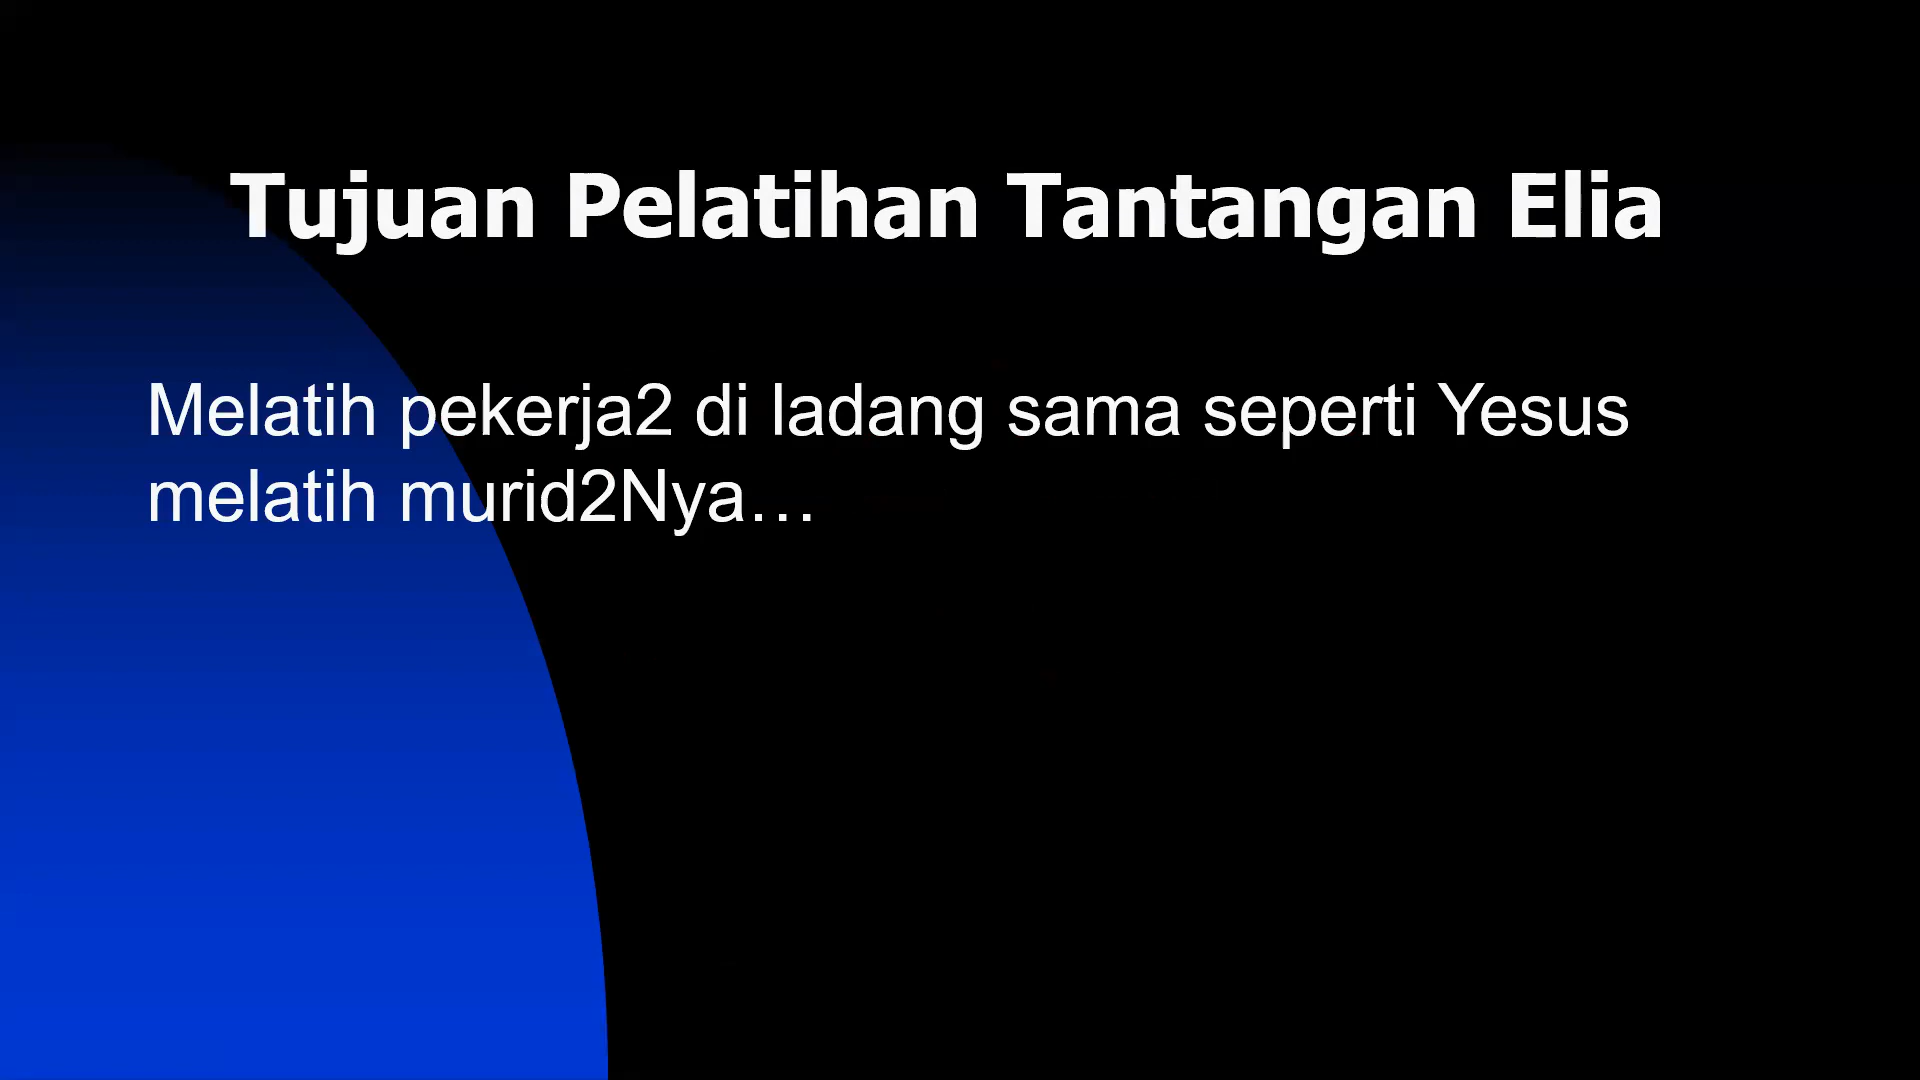 Tujuan Pelatihan Tantangan Elia
Melatih pekerja2 di ladang sama seperti Yesus
melatih murid2Nya…